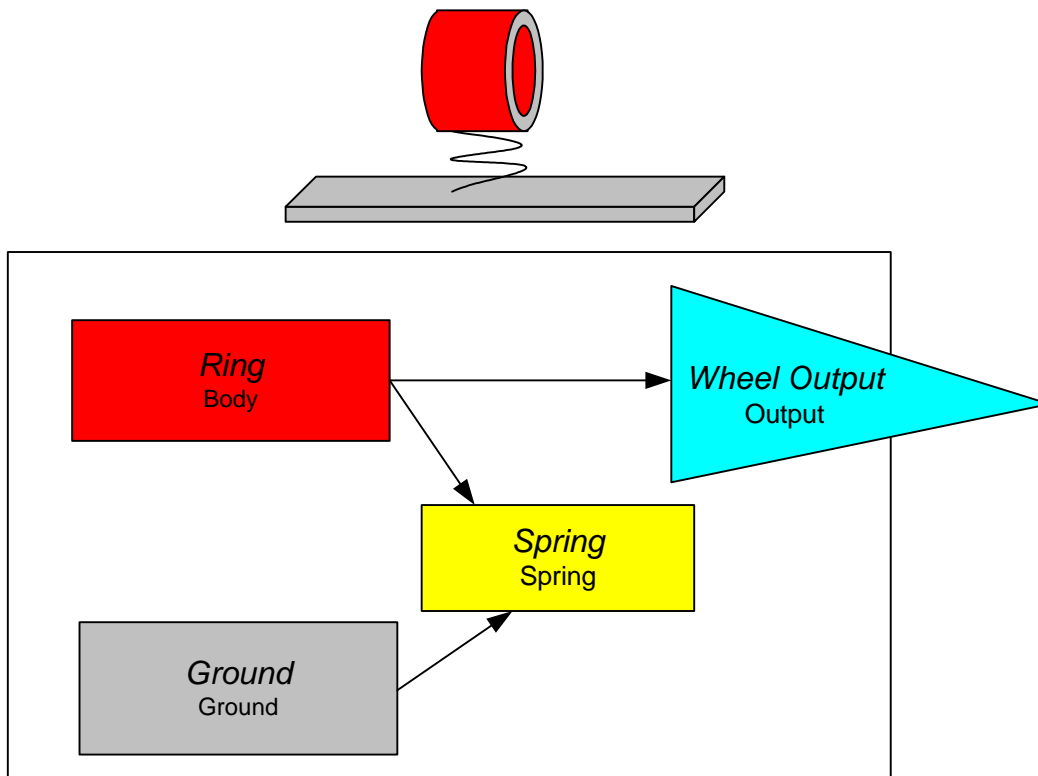 Ring
Body
Wheel Output
Output
Spring
Spring
Ground
Ground